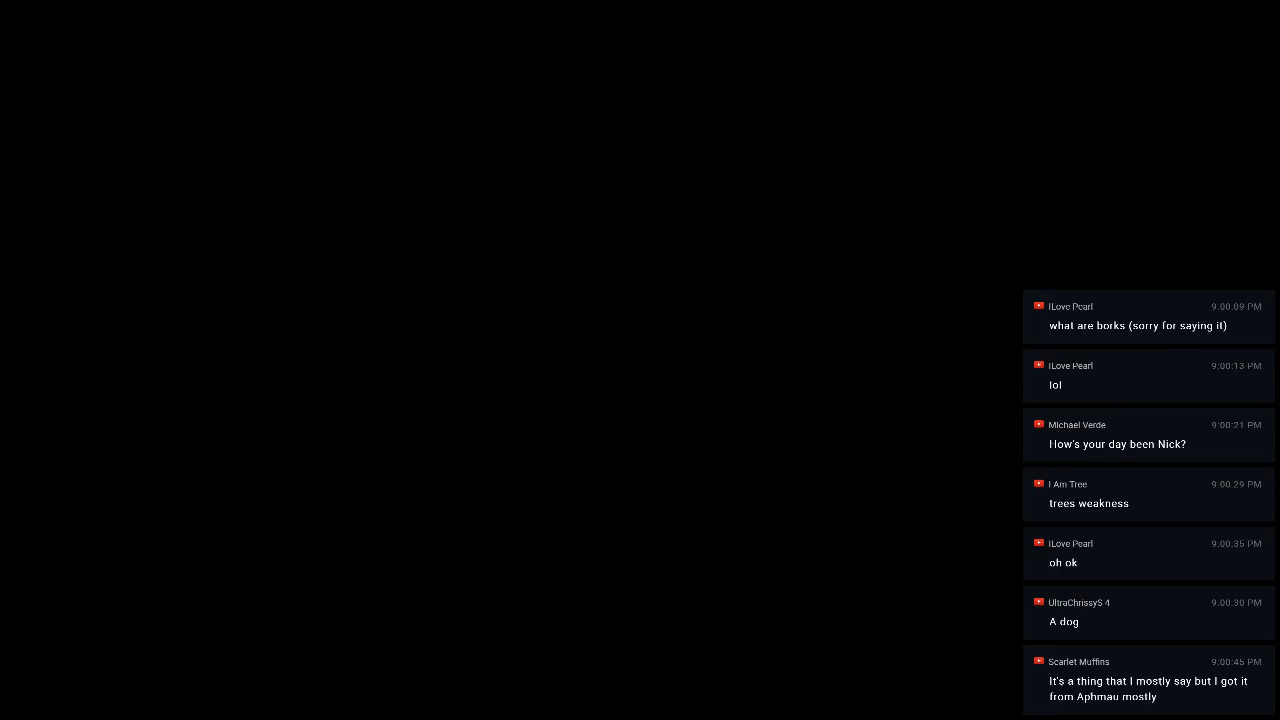 ILove Pearl 9:00:09 PM
what are borks (sorry for saying it)
ILove Pearl 9:00:13 PM
lol
Michael Verde 9:00:21 PM
How's your day been Nick?
I Am Tree 9:00:29 PM
trees weakness
ILove Pearl 9:00:35 PM
oh ok
UltraChrissyS 4 9:00:30 PM
A dog
Scarlet Muffins 9:00:45 PM
It's a thing that I mostly say but I got it
from Aphmau mostly